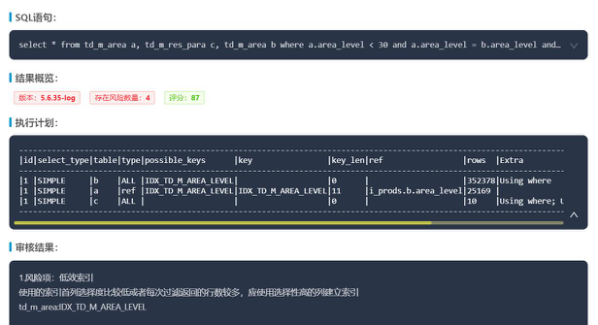 SQL语句:
select * from td_m_area a, td_m_res_para c, td_m_area b where a.area_level < 30 and a.area_level = b.area_level and...
结果概览:
版本: 5.6.35-log 存在风险数量: 4 评分: 87
执行计划:
|id|select_type|table|type|possible_keys |key |key_len|ref |rows |Extra
|1 |SIMPLE |b |ALL |IDX_TD_M_AREA_LEVEL| |0 | |352378|Using where
|1 |SIMPLE |a |ref |IDX_TD_M_AREA_LEVEL|IDX_TD_M_AREA_LEVEL|11 |i_prods.b.area_level|25169 |
|1 |SIMPLE |c |ALL | | |0 | |10 |Using where; U
审核结果:
1.风险项: 低效索引
使用的索引首列选择度比较低或者每次过滤返回的行数较多，应使用选择性高的列建立索引
td_m_area:IDX_TD_M_AREA_LEVEL